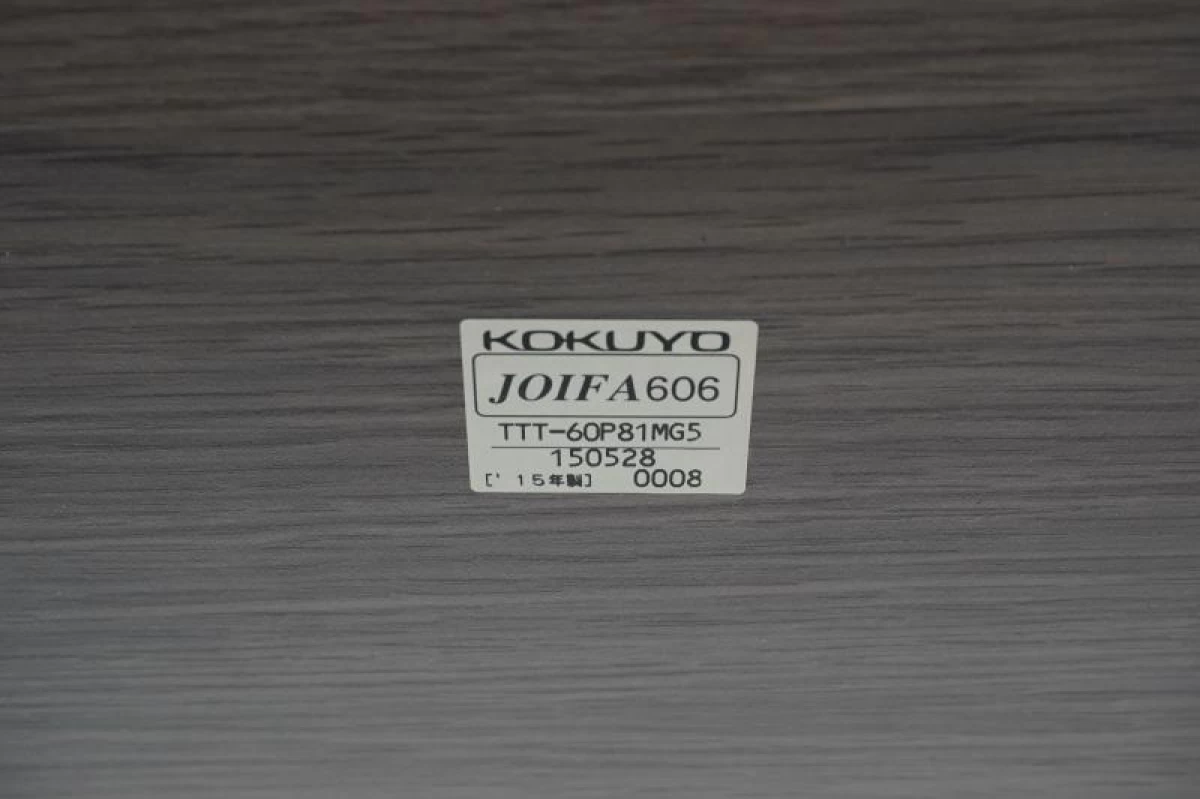 KOKUYO
JOIFA606
TTT-60P81MG5
150528
['15年製] 0008